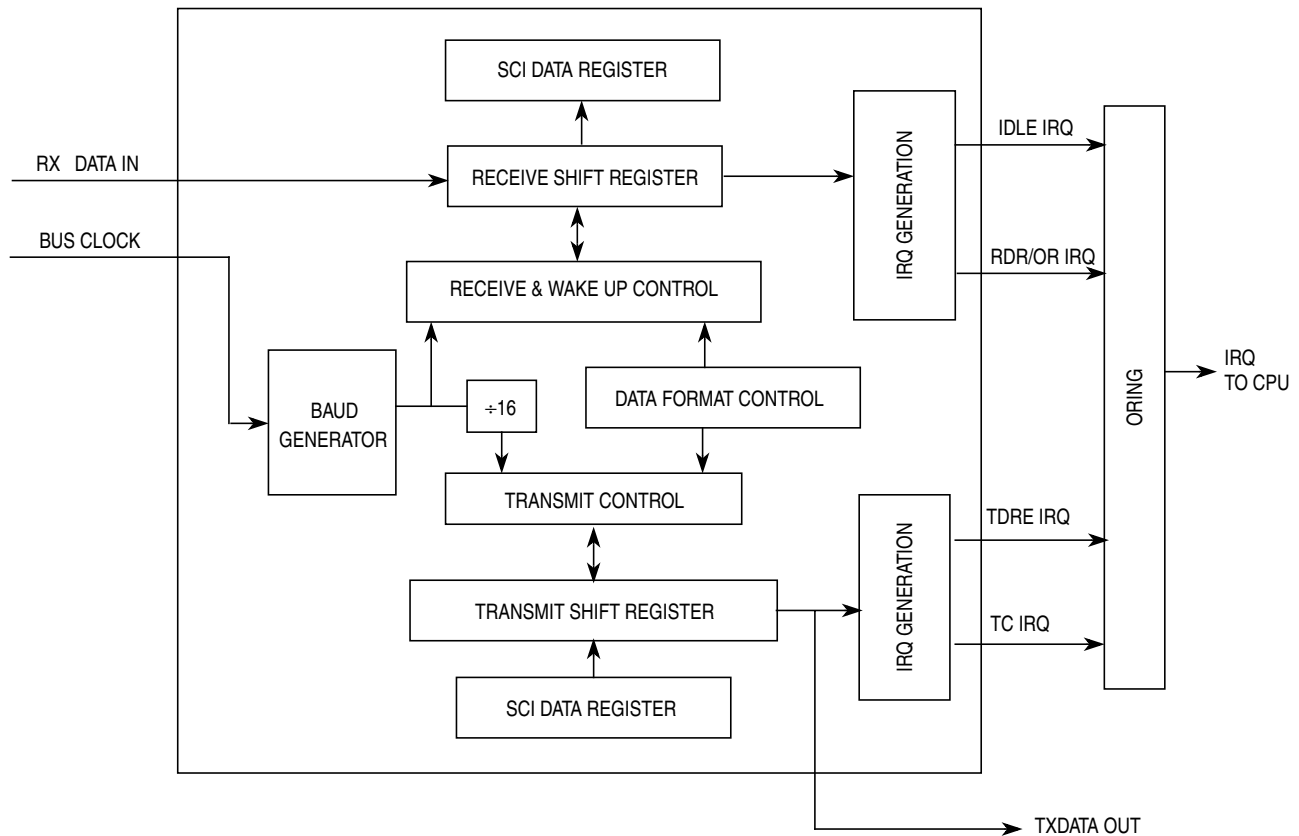 SCI DATA REGISTER
IDLE IRQ
RX DATA IN
RECEIVE SHIFT REGISTER
IRQ GENERATION
BUS CLOCK
RDR/OR IRQ
RECEIVE & WAKE UP CONTROL
IRQ
TO CPU
ORING
BAUD
GENERATOR
÷16
DATA FORMAT CONTROL
TRANSMIT CONTROL
TDRE IRQ
IRQ GENERATION
TRANSMIT SHIFT REGISTER
TC IRQ
SCI DATA REGISTER
TXDATA OUT